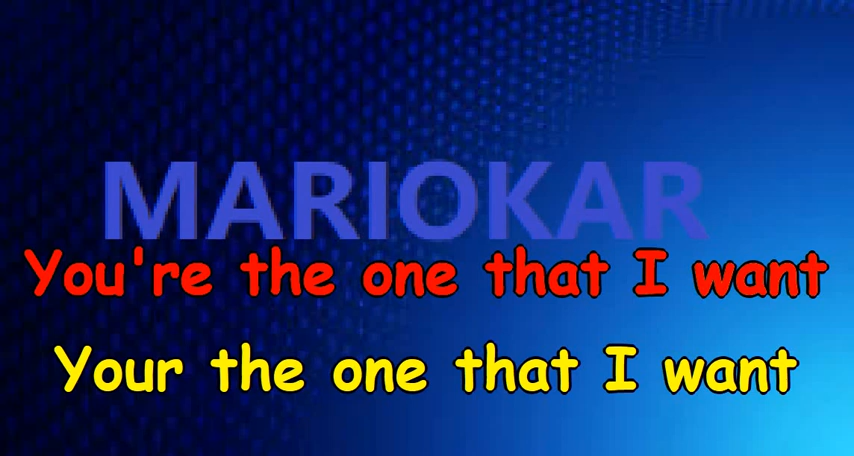 MARIOKAR
You're the one that I want
Your the one that I want